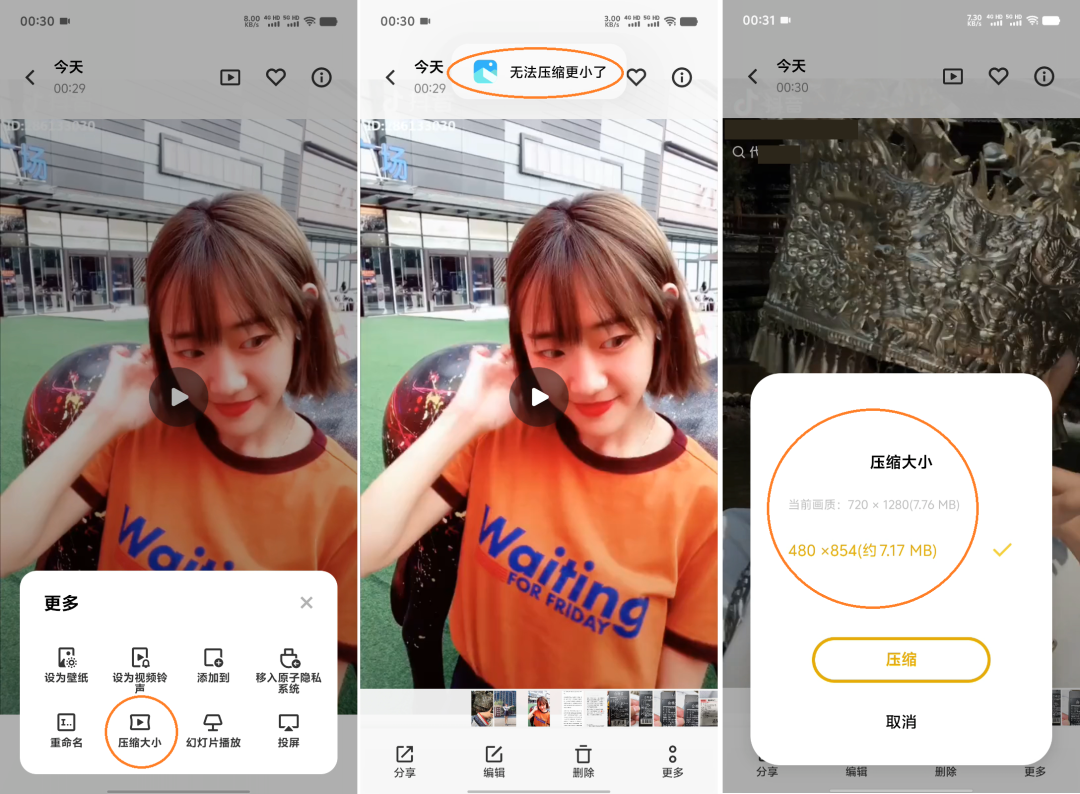 00:30
8.00
KB/s
4G HD
5G HD
今天
00:29
场
Waiting
更多
设为壁纸
设为视频铃声
添加到
移入原子隐私系统
重命名
压缩大小
幻灯片播放
投屏
00:30
3.00
KB/s
4G HD
5G HD
今天
00:29
无法压缩更小了
场
Waiting
FOR FRIDAY
分享
编辑
删除
更多
00:31
7.30
KB/s
4G HD
5G HD
今天
00:30
代
压缩大小
当前画质：720 × 1280(7.76 MB)
480 ×854(约7.17 MB)
压缩
取消
分享
编辑
删除
更多